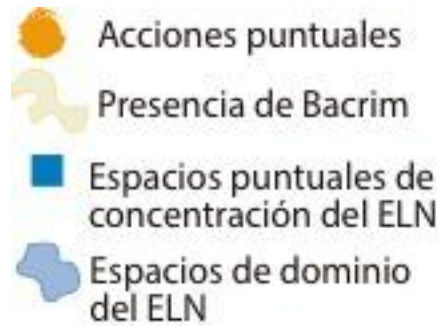 Acciones puntuales
Presencia de Bacrim
Espacios puntuales de
concentración del ELN
Espacios de dominio
del ELN